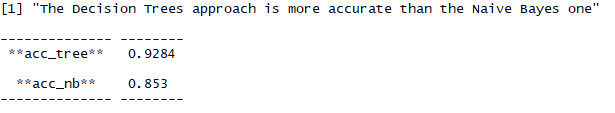 [1] "The Decision Trees approach is more accurate than the Naive Bayes one"
-------------- --------
**acc_tree** 0.9284
**acc_nb** 0.853
-------------- --------